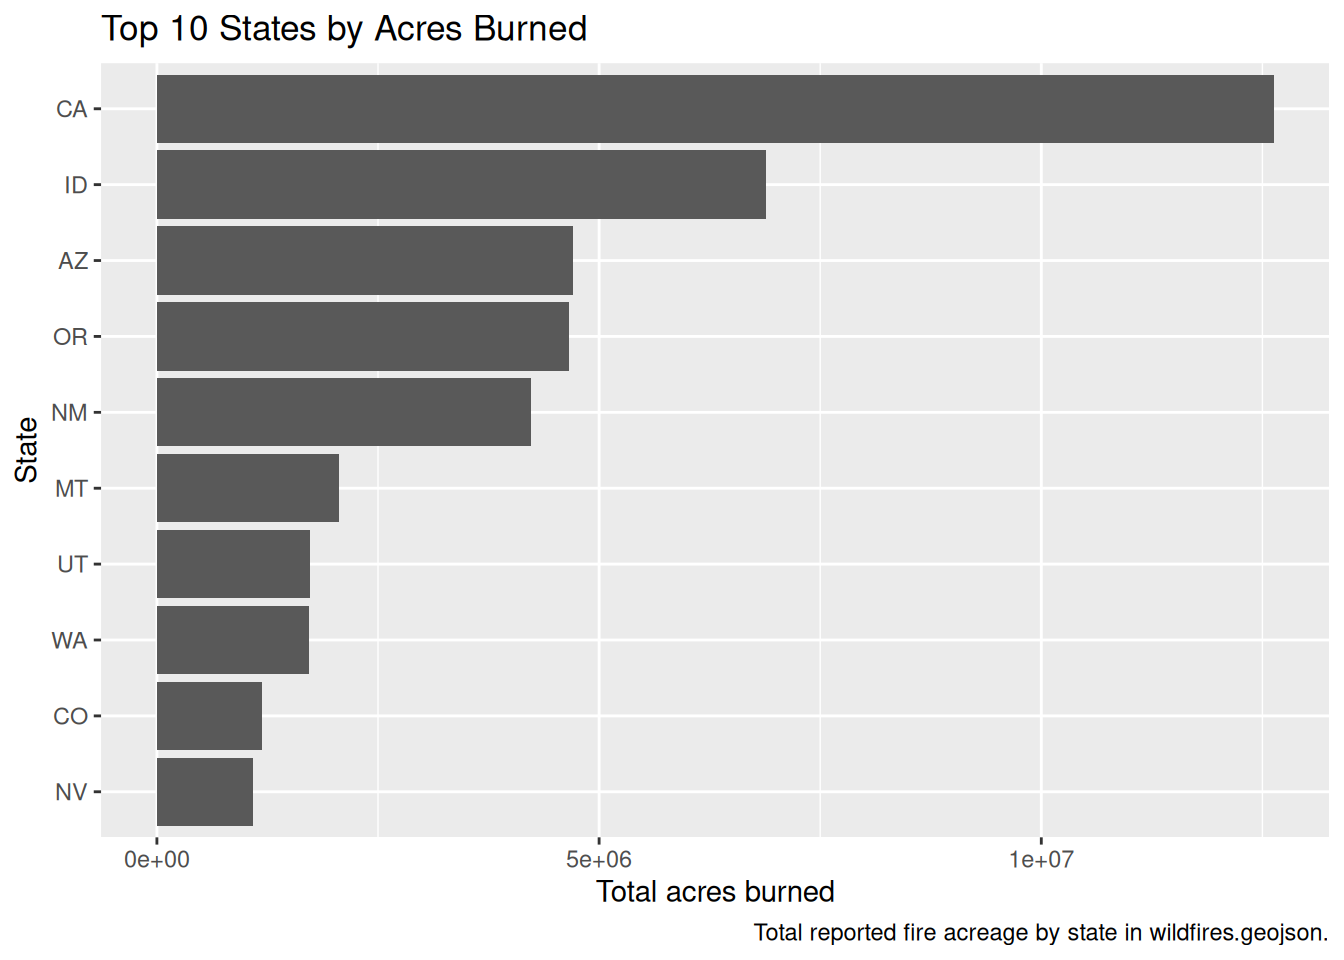 Top 10 States by Acres Burned
CA
ID
AZ
OR
NM
MT
UT
WA
CO
NV
State
0e+00 5e+06 1e+07
Total acres burned
Total reported fire acreage by state in wildfires.geojson.